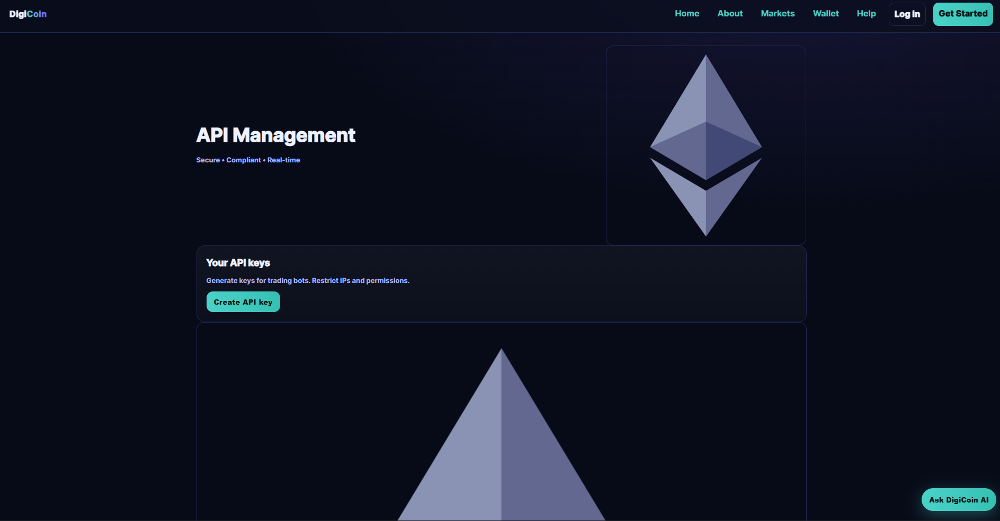 DigiCoin
Home About Markets Wallet Help Log in Get Started
API Management
Secure • Compliant • Real-time
Your API keys
Generate keys for trading bots. Restrict IPs and permissions.
Create API key
Ask DigiCoin AI